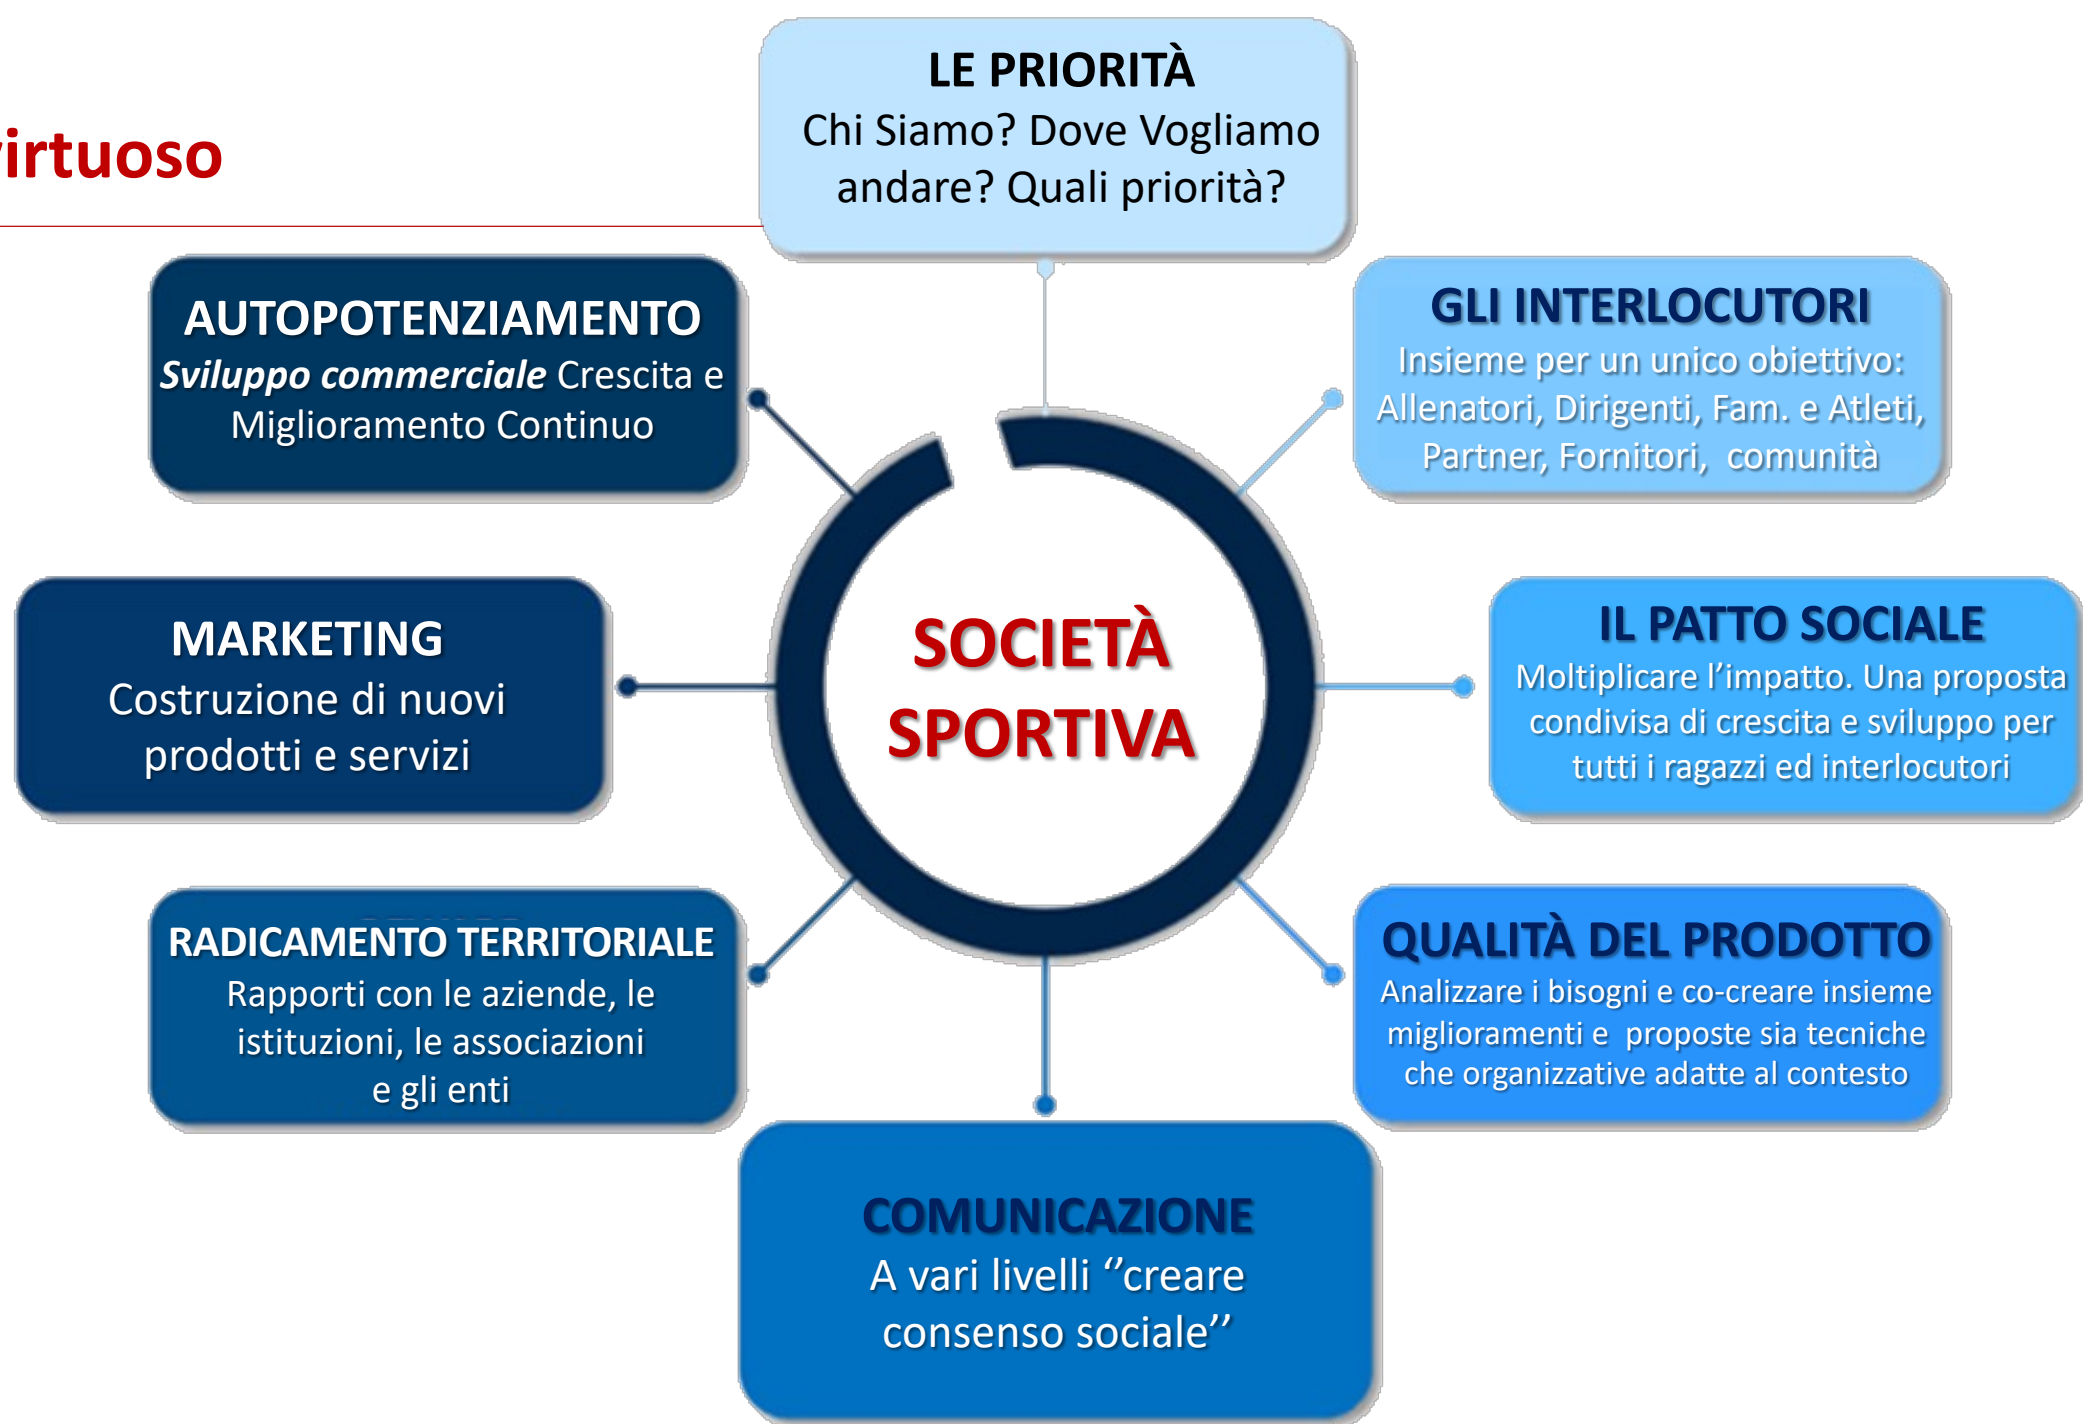 LE PRIORITÀ
Chi Siamo? Dove Vogliamo
andare? Quali priorità?
irtuoso
AUTOPOTENZIAMENTO
Sviluppo commerciale Crescita e
Miglioramento Continuo
GLI INTERLOCUTORI
Insieme per un unico obiettivo:
Allenatori, Dirigenti, Fam. e Atleti,
Partner, Fornitori, comunità
MARKETING
Costruzione di nuovi
prodotti e servizi
SOCIETÀ
SPORTIVA
IL PATTO SOCIALE
Moltiplicare l’impatto. Una proposta
condivisa di crescita e sviluppo per
tutti i ragazzi ed interlocutori
RADICAMENTO TERRITORIALE
Rapporti con le aziende, le
istituzioni, le associazioni
e gli enti
QUALITÀ DEL PRODOTTO
Analizzare i bisogni e co-creare insieme
miglioramenti e proposte sia tecniche
che organizzative adatte al contesto
COMUNICAZIONE
A vari livelli ‘’creare
consenso sociale’’